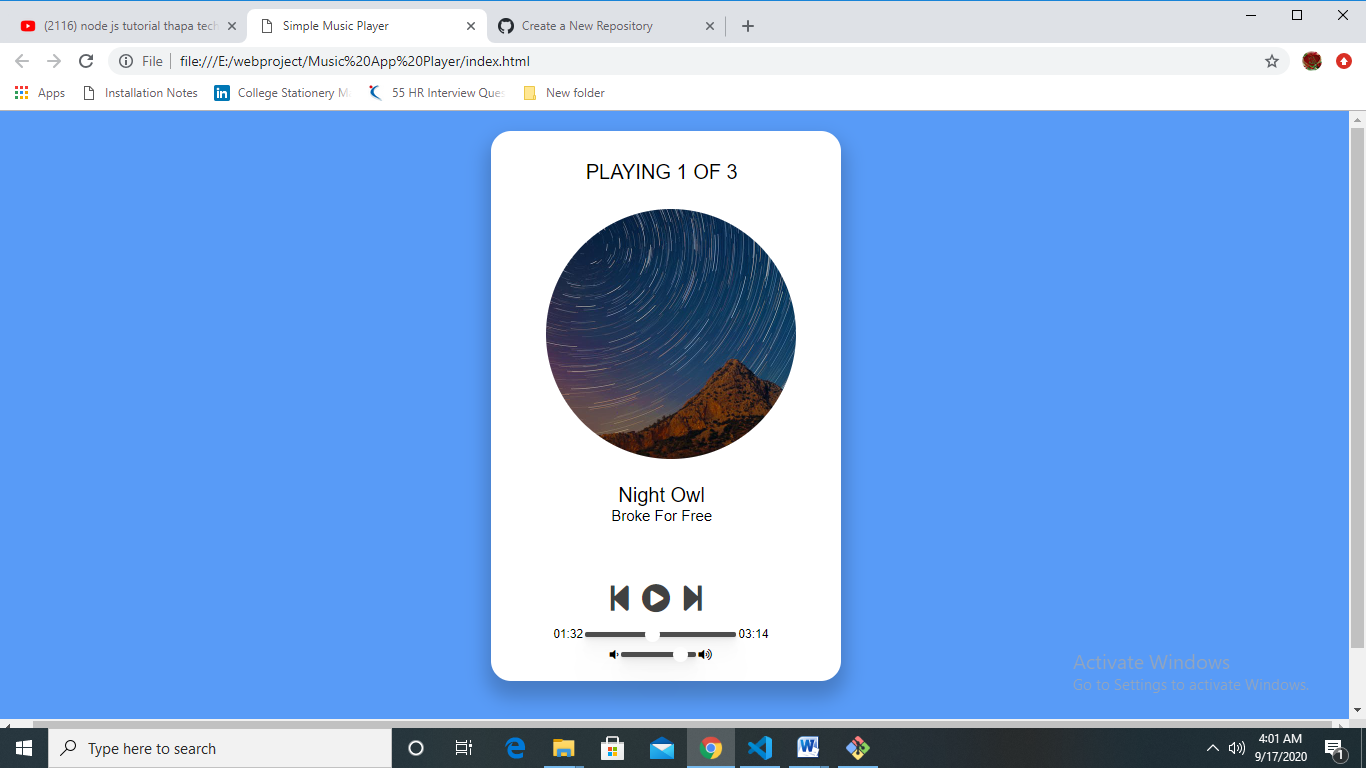 (2116) node js tutorial thapa tech
Simple Music Player
Create a New Repository
File
file:///E:/webproject/Music%20App%20Player/index.html
Apps
Installation Notes
in
College Stationery M
55 HR Interview Ques
New folder
PLAYING 1 OF 3
Night Owl
Broke For Free
01:32
03:14
Activate Windows
Go to Settings to activate Windows.
Type here to search
4:01 AM
9/17/2020
1